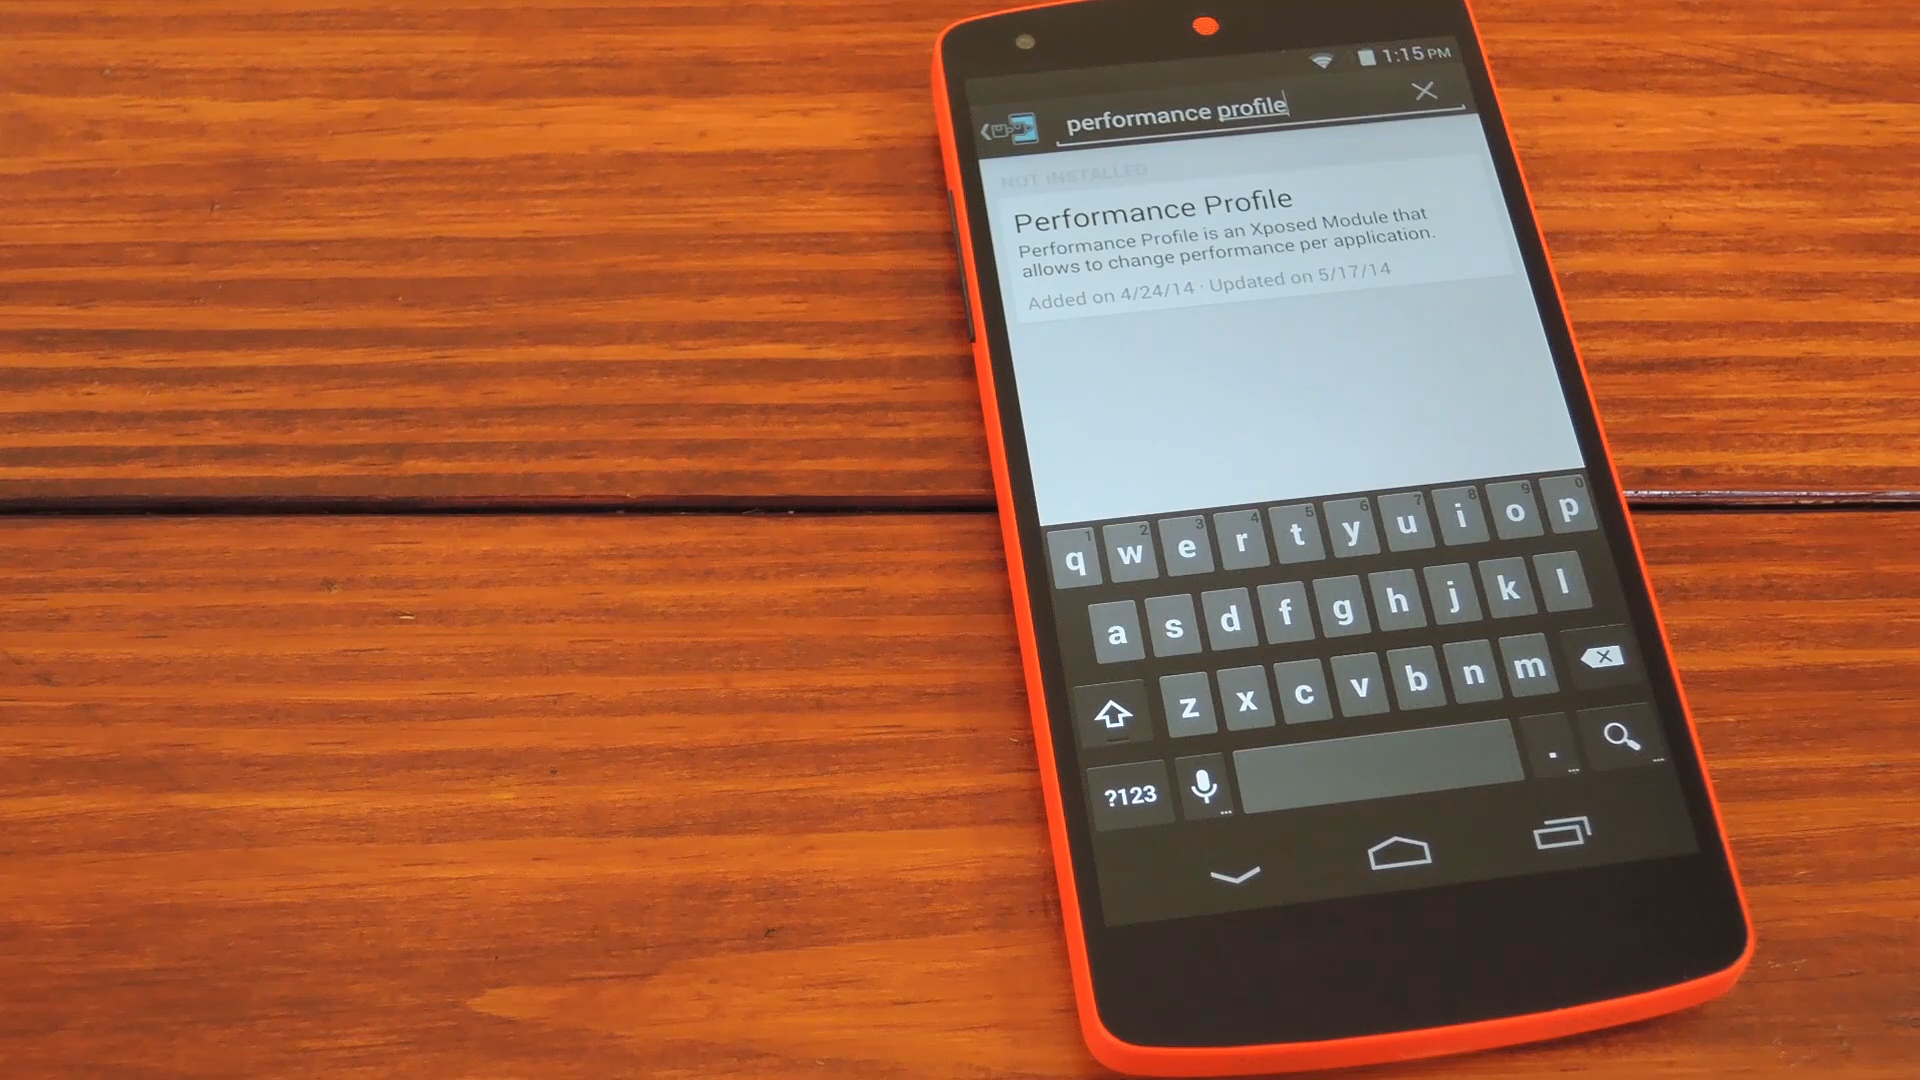 1:15 PM
performance profile
NOT INSTALLED
Performance Profile
Performance Profile is an Xposed Module that
allows to change performance per application.
Added on 4/24/14 · Updated on 5/17/14
1 2 3 4 5 6 7 8 9 0
q w e r t y u i o p
a s d f g h j k l
z x c v b n m
?123 . ...